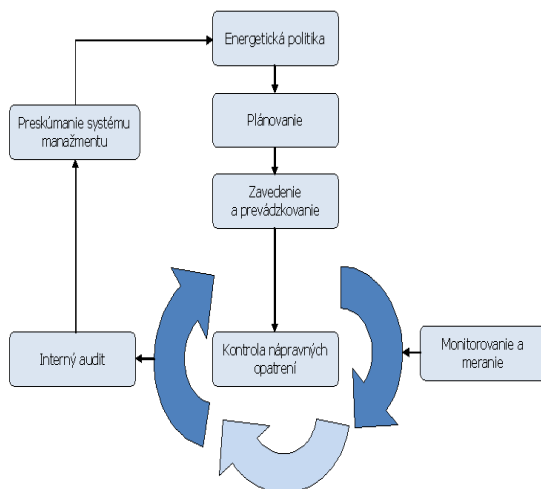 Energetická politika
Plánovanie
Preskúmanie systému
manažmentu
Zavedenie
a prevádzkovanie
Interný audit
Kontrola nápravných
opatrení
Monitorovanie a
meranie